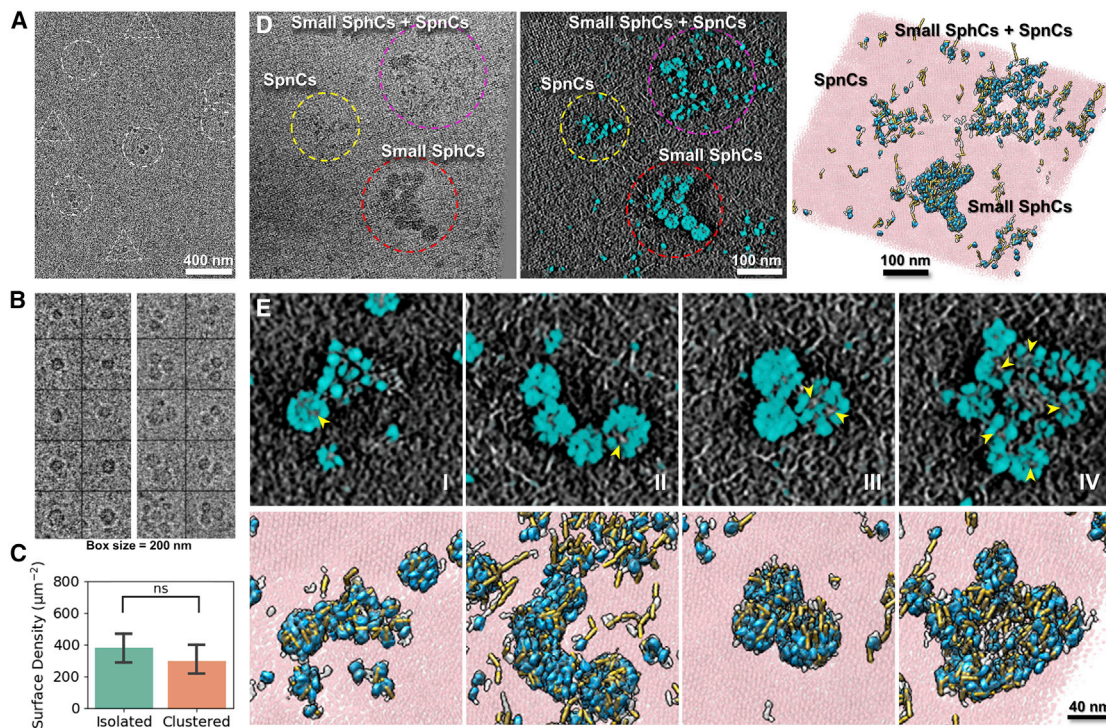 A
400 nm
D
Small SphCs + SpnCs
SpnCs
Small SphCs
Small SphCs + SpnCs
SpnCs
Small SphCs
100 nm
Small SphCs + SpnCs
SpnCs
Small SphCs
100 nm
B
Box size = 200 nm
C
Surface Density (μm⁻²)
800
600
400
200
0
ns
Isolated
Clustered
E
I
II
III
IV
40 nm